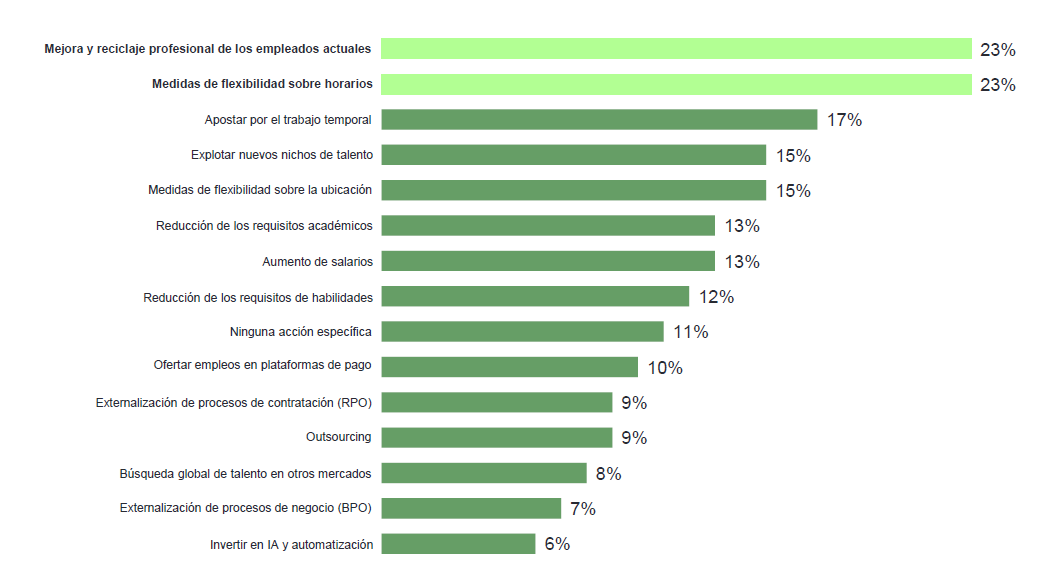 Mejora y reciclaje profesional de los empleados actuales 23%
Medidas de flexibilidad sobre horarios 23%
Apostar por el trabajo temporal 17%
Explotar nuevos nichos de talento 15%
Medidas de flexibilidad sobre la ubicación 15%
Reducción de los requisitos académicos 13%
Aumento de salarios 13%
Reducción de los requisitos de habilidades 12%
Ninguna acción específica 11%
Ofertar empleos en plataformas de pago 10%
Externalización de procesos de contratación (RPO) 9%
Outsourcing 9%
Búsqueda global de talento en otros mercados 8%
Externalización de procesos de negocio (BPO) 7%
Invertir en IA y automatización 6%